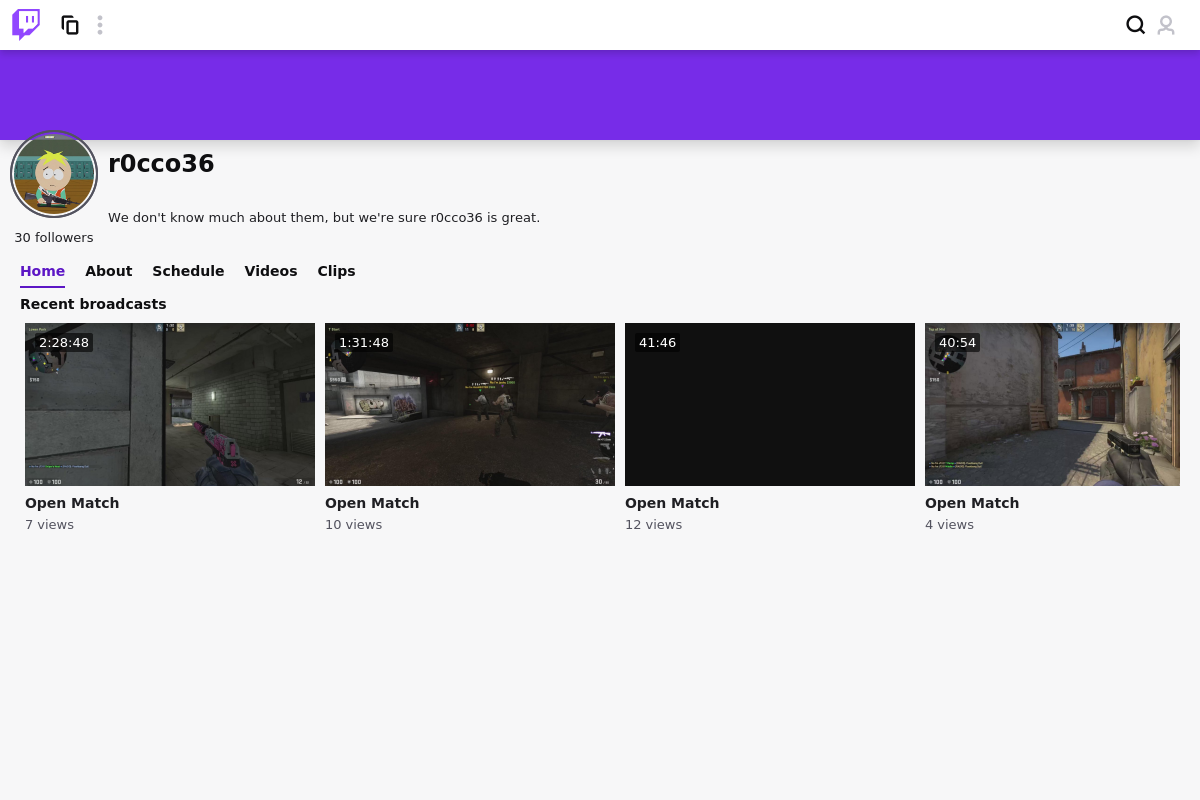 r0cco36
We don't know much about them, but we're sure r0cco36 is great.
30 followers
Home About Schedule Videos Clips
Recent broadcasts
2:28:48 1:31:48 41:46 40:54
Open Match Open Match Open Match Open Match
7 views 10 views 12 views 4 views